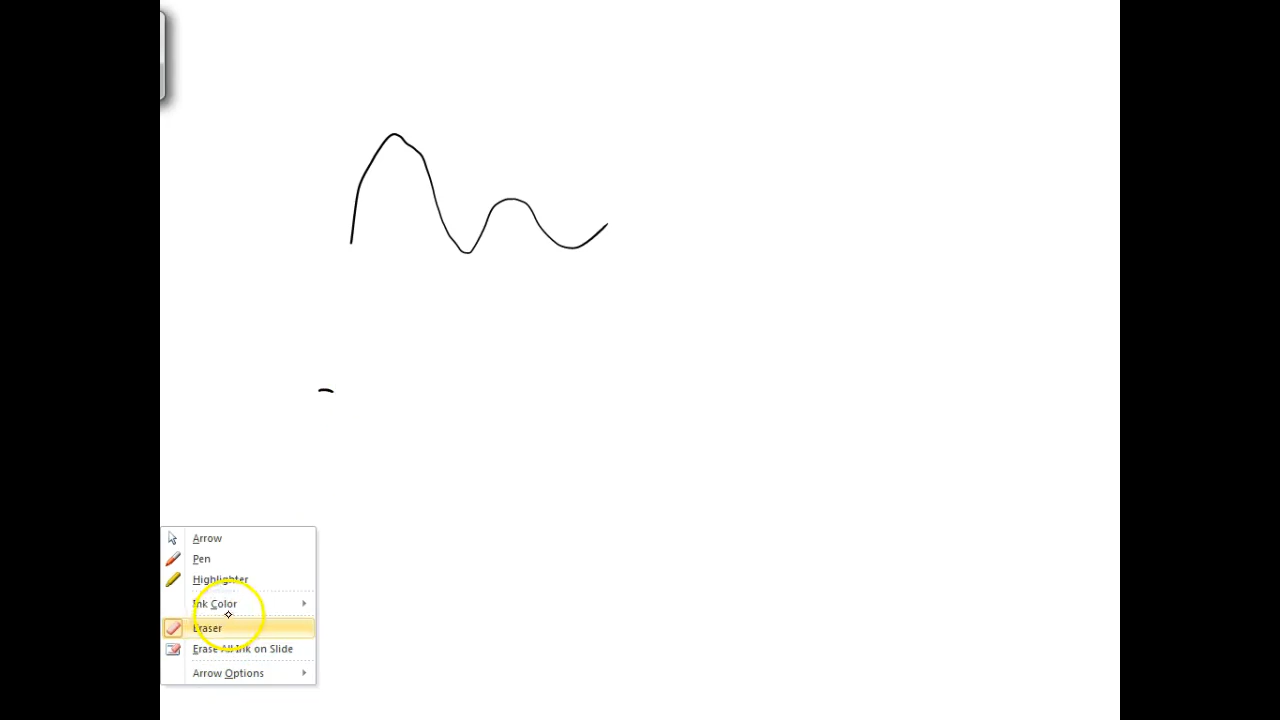 Arrow
Pen
Highlighter
Ink Color
Eraser
Erase All Ink on Slide
Arrow Options